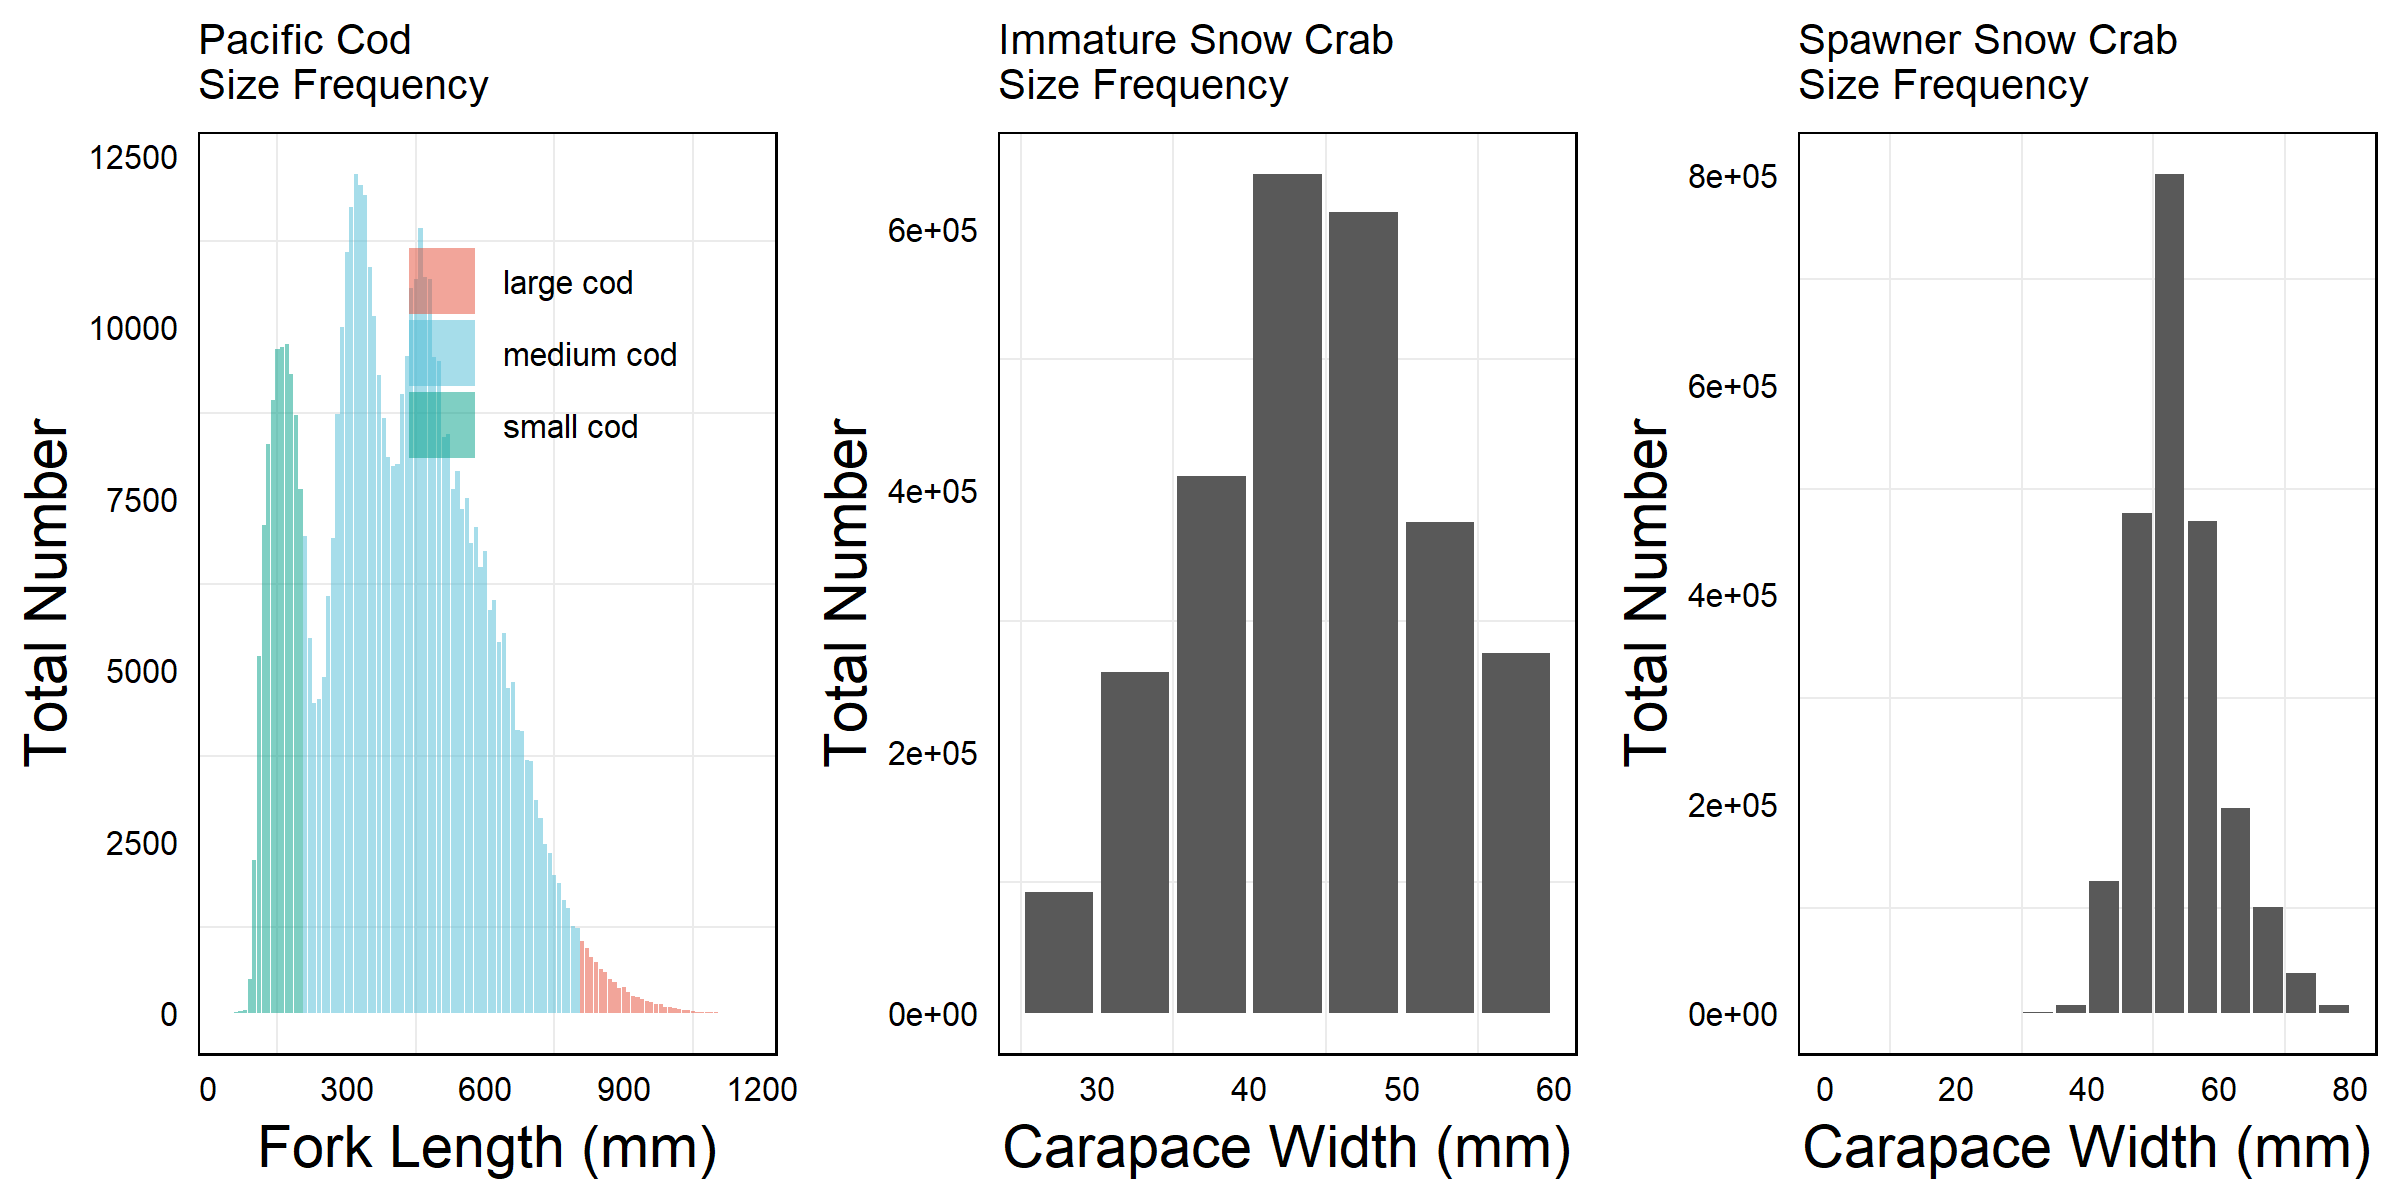 Pacific Cod
Size Frequency
Total Number
12500
10000
7500
5000
2500
0
large cod
medium cod
small cod
0 300 600 900 1200
Fork Length (mm)
Immature Snow Crab
Size Frequency
Total Number
6e+05
4e+05
2e+05
0e+00
30 40 50 60
Carapace Width (mm)
Spawner Snow Crab
Size Frequency
Total Number
8e+05
6e+05
4e+05
2e+05
0e+00
0 20 40 60 80
Carapace Width (mm)